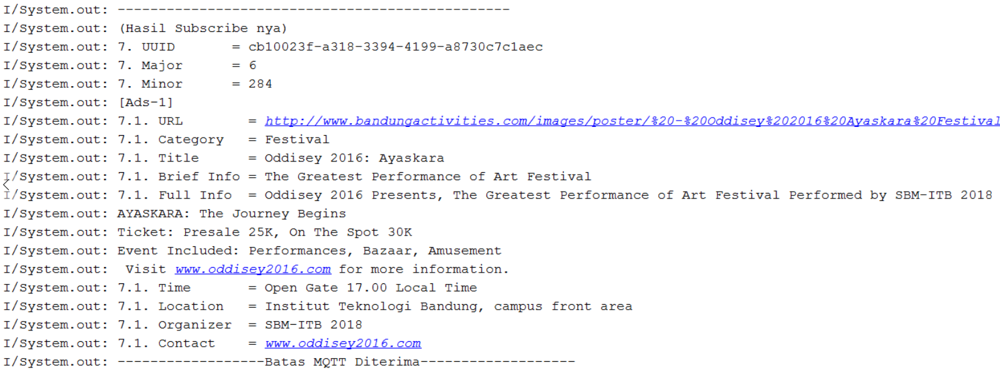 I/System.out: ------------------------------------------------
I/System.out: (Hasil Subscribe nya)
I/System.out: 7. UUID       = cb10023f-a318-3394-4199-a8730c7c1aec
I/System.out: 7. Major      = 6
I/System.out: 7. Minor      = 284
I/System.out: [Ads-1]
I/System.out: 7.1. URL        = http://www.bandungactivities.com/images/poster/%20-%20Oddisey%202016%20Ayaskara%20Festival
I/System.out: 7.1. Category   = Festival
I/System.out: 7.1. Title      = Oddisey 2016: Ayaskara
I/System.out: 7.1. Brief Info = The Greatest Performance of Art Festival
I/System.out: 7.1. Full Info  = Oddisey 2016 Presents, The Greatest Performance of Art Festival Performed by SBM-ITB 2018
I/System.out: AYASKARA: The Journey Begins
I/System.out: Ticket: Presale 25K, On The Spot 30K
I/System.out: Event Included: Performances, Bazaar, Amusement
I/System.out:  Visit www.oddisey2016.com for more information.
I/System.out: 7.1. Time       = Open Gate 17.00 Local Time
I/System.out: 7.1. Location   = Institut Teknologi Bandung, campus front area
I/System.out: 7.1. Organizer  = SBM-ITB 2018
I/System.out: 7.1. Contact    = www.oddisey2016.com
I/System.out: ------------------Batas MQTT Diterima-------------------